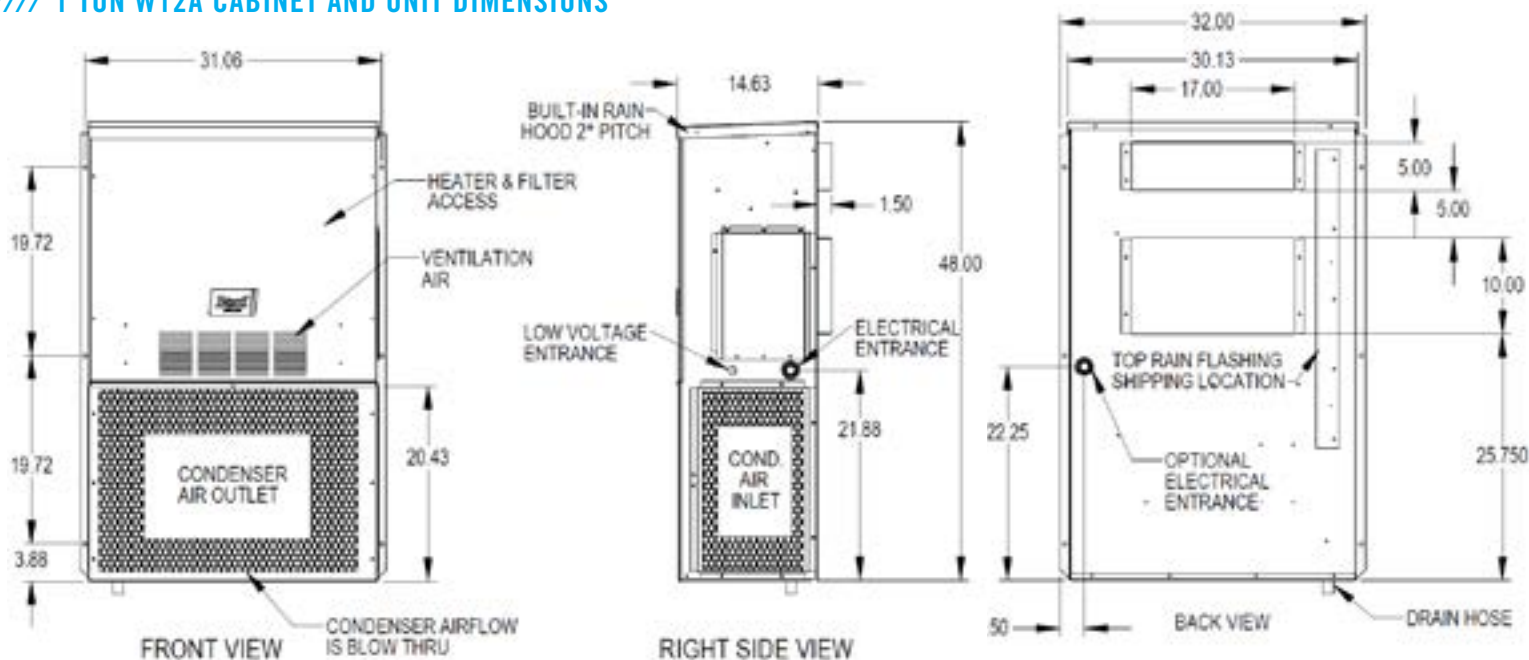 /// 1 TON W12A CABINET AND UNIT DIMENSIONS
31.06
HEATER & FILTER
ACCESS
VENTILATION
AIR
19.72
19.72
3.88
20.43
CONDENSER
AIR OUTLET
CONDENSER AIRFLOW
IS BLOW THRU
FRONT VIEW
14.63
BUILT-IN RAIN
HOOD 2° PITCH
1.50
48.00
LOW VOLTAGE
ENTRANCE
ELECTRICAL
ENTRANCE
21.88
COND.
AIR
INLET
RIGHT SIDE VIEW
32.00
30.13
17.00
5.00
5.00
10.00
TOP RAIN FLASHING
SHIPPING LOCATION
22.25
25.750
OPTIONAL
ELECTRICAL
ENTRANCE
.50
BACK VIEW
DRAIN HOSE